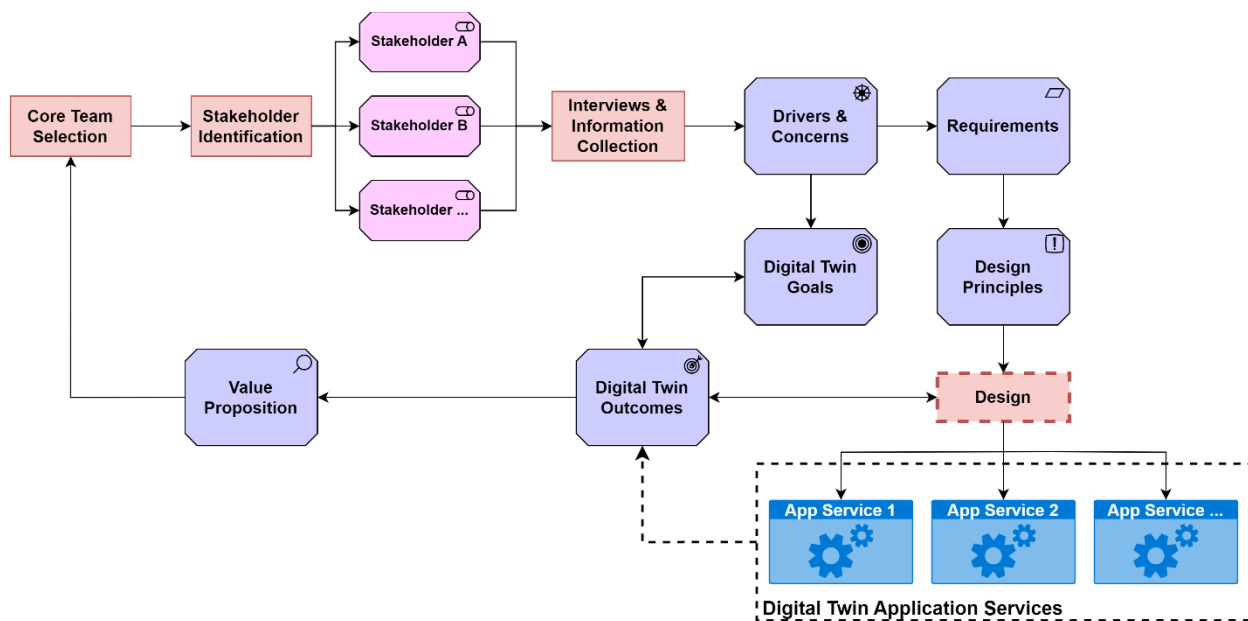 Stakeholder A
Core Team
Selection
Stakeholder
Identification
Stakeholder B
Stakeholder ...
Interviews &
Information
Collection
Drivers &
Concerns
Requirements
Digital Twin
Goals
Design
Principles
Value
Proposition
Digital Twin
Outcomes
Design
App Service 1
App Service 2
App Service ...
Digital Twin Application Services